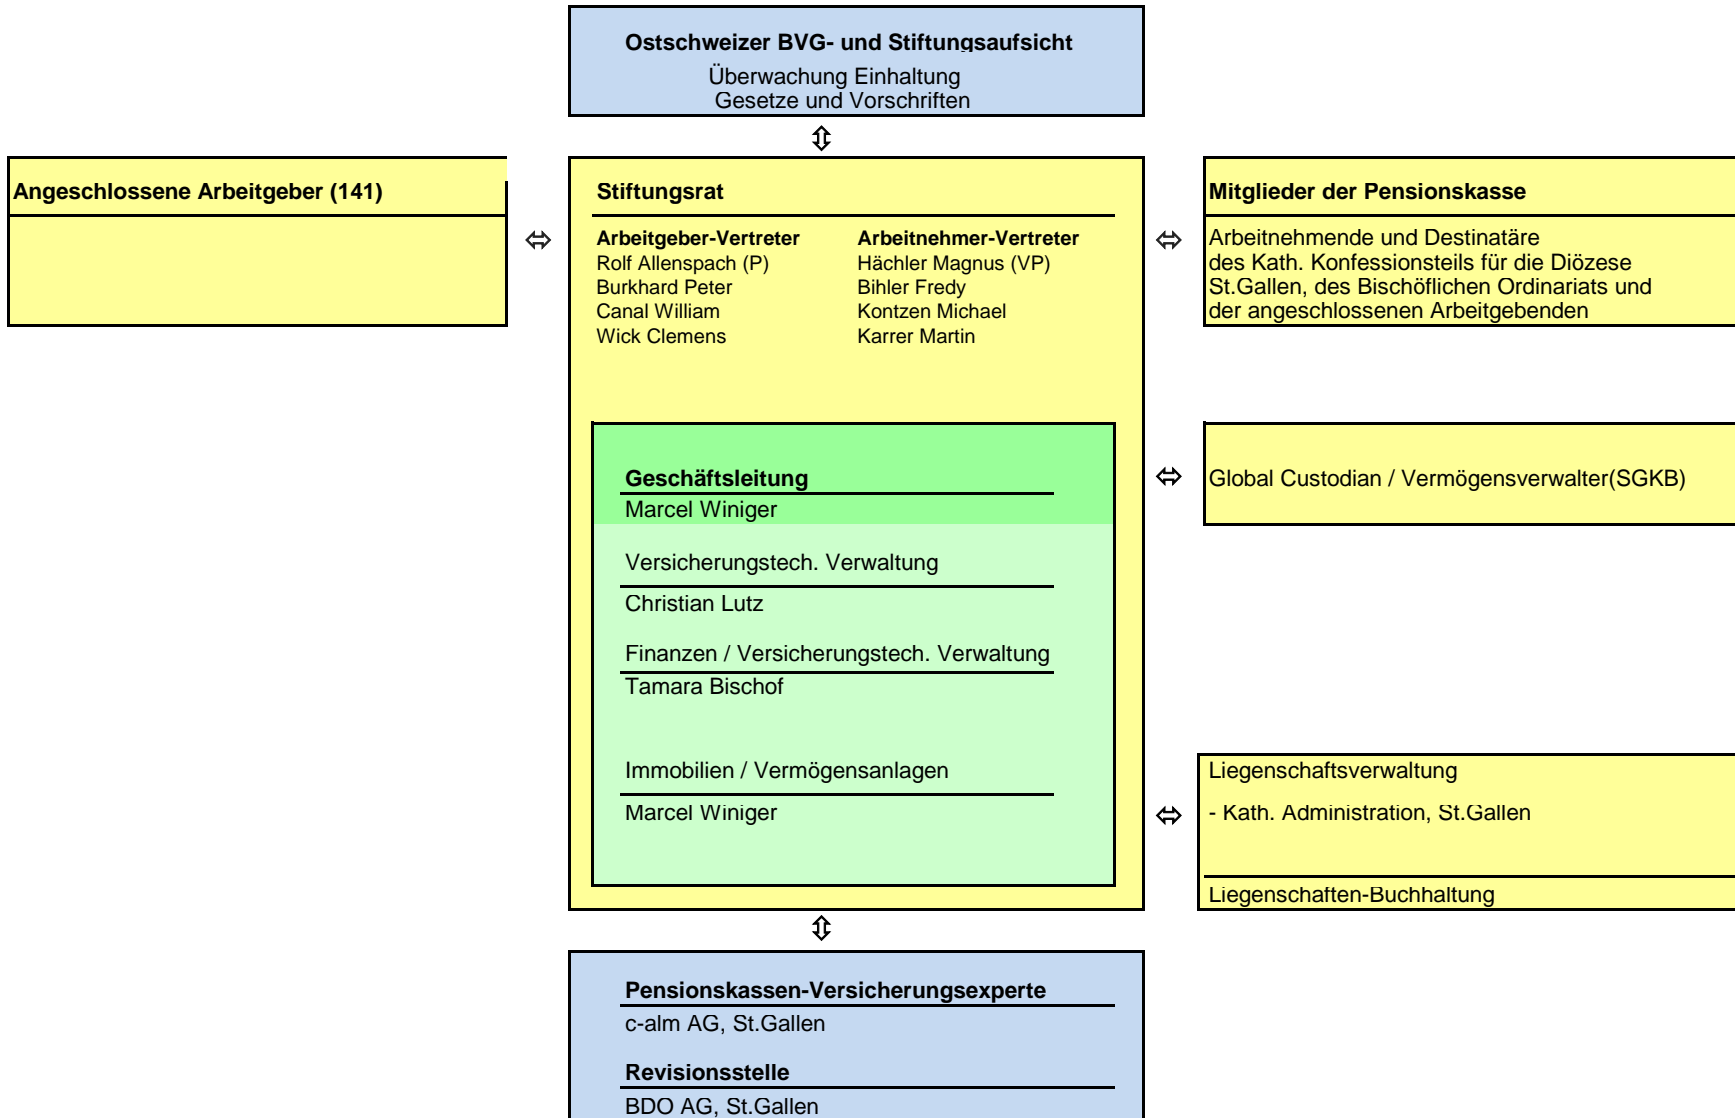 Ostschweizer BVG- und Stiftungsaufsicht
Überwachung Einhaltung
Gesetze und Vorschriften
Angeschlossene Arbeitgeber (141)
Stiftungsrat
Arbeitgeber-Vertreter Arbeitnehmer-Vertreter
Rolf Allenspach (P) Hächler Magnus (VP)
Burkhard Peter Bihler Fredy
Canal William Kontzen Michael
Wick Clemens Karrer Martin
Mitglieder der Pensionskasse
Arbeitnehmende und Destinatäre
des Kath. Konfessionsteils für die Diözese
St.Gallen, des Bischöflichen Ordinariats und
der angeschlossenen Arbeitgebenden
Geschäftsleitung
Marcel Winiger
Global Custodian / Vermögensverwalter(SGKB)
Versicherungstech. Verwaltung
Christian Lutz
Finanzen / Versicherungstech. Verwaltung
Tamara Bischof
Immobilien / Vermögensanlagen
Marcel Winiger
Liegenschaftsverwaltung
- Kath. Administration, St.Gallen
Liegenschaften-Buchhaltung
Pensionskassen-Versicherungsexperte
c-alm AG, St.Gallen
Revisionsstelle
BDO AG, St.Gallen